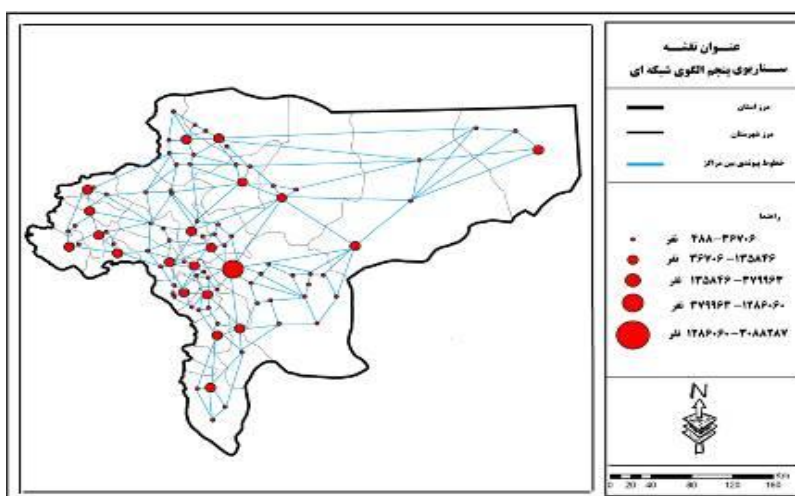 عنوان نقشه
سناریوی پنجم الگوی شبکه ای
مرز استان
مرز شهرستان
خطوط پیوندی بین مراکز
راهنما
۴۸۸-۳۶۷۰۶ نفر
۳۶۷۰۶-۱۳۵۸۴۶ نفر
۱۳۵۸۴۶-۳۷۹۹۶۳ نفر
۳۷۹۹۶۳-۱۲۸۶۰۶۰ نفر
۱۲۸۶۰۶۰-۳۰۸۸۲۸۷ نفر
N
0 20 40 80 120 160